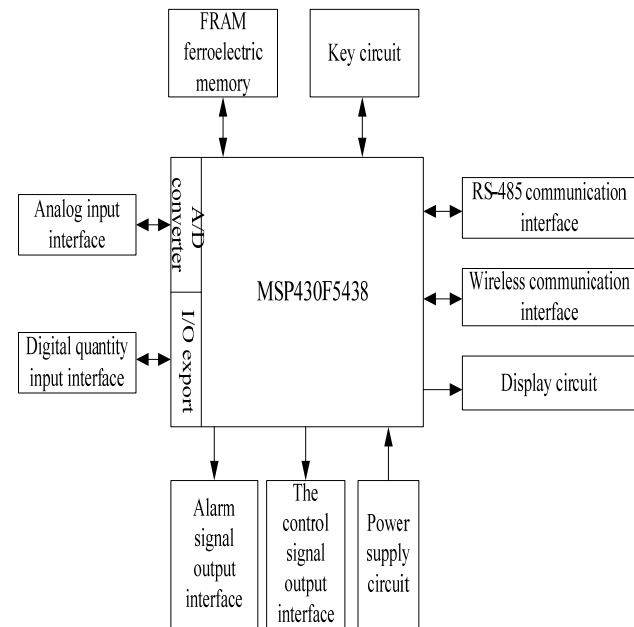 FRAM
ferroelectric
memory
Key circuit
A/D
converter
Analog input
interface
MSP430F5438
RS-485 communication
interface
Wireless communication
interface
I/O export
Digital quantity
input interface
Display circuit
Alarm
signal
output
interface
The
control
signal
output
interface
Power
supply
circuit